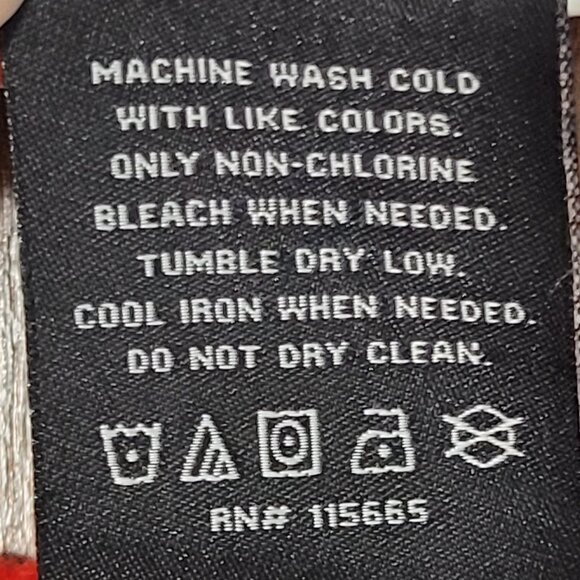 MACHINE WASH COLD
WITH LIKE COLORS.
ONLY NON-CHLORINE
BLEACH WHEN NEEDED.
TUMBLE DRY LOW.
COOL IRON WHEN NEEDED.
DO NOT DRY CLEAN.
RN# 115665